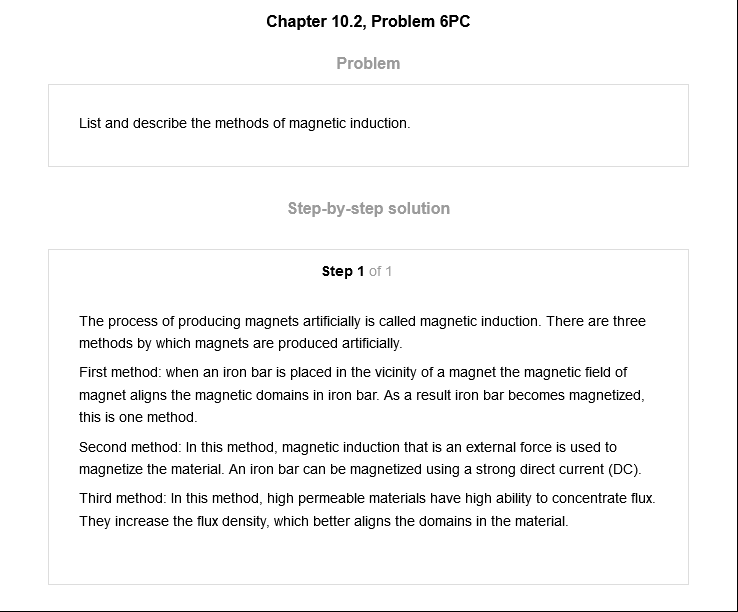 Chapter 10.2, Problem 6PC
Problem
List and describe the methods of magnetic induction.
Step-by-step solution
Step 1 of 1
The process of producing magnets artificially is called magnetic induction. There are three
methods by which magnets are produced artificially.
First method: when an iron bar is placed in the vicinity of a magnet the magnetic field of
magnet aligns the magnetic domains in iron bar. As a result iron bar becomes magnetized,
this is one method.
Second method: In this method, magnetic induction that is an external force is used to
magnetize the material. An iron bar can be magnetized using a strong direct current (DC).
Third method: In this method, high permeable materials have high ability to concentrate flux.
They increase the flux density, which better aligns the domains in the material.